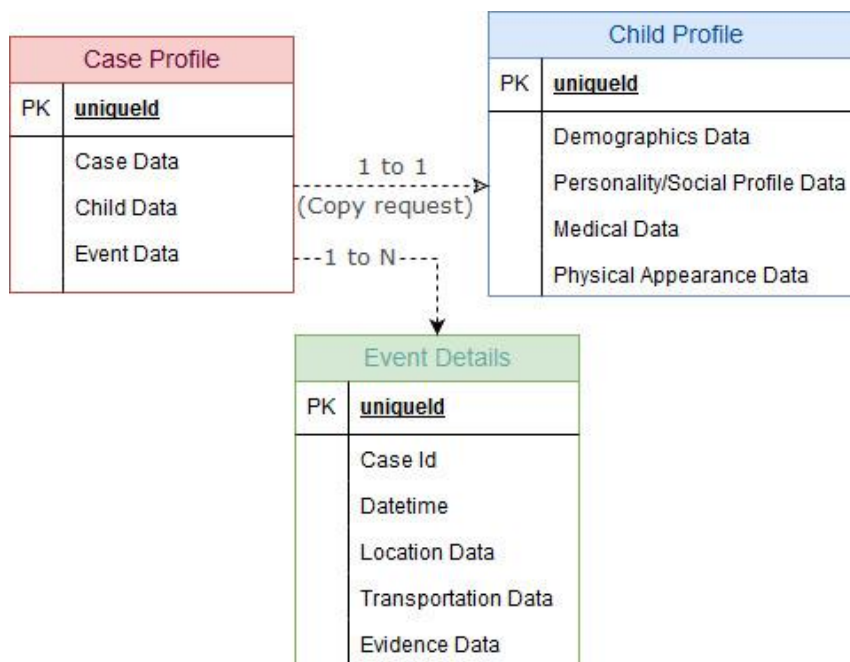 Case Profile
PK uniqueId
Case Data
Child Data
Event Data
1 to 1
(Copy request)
1 to N
Child Profile
PK uniqueId
Demographics Data
Personality/Social Profile Data
Medical Data
Physical Appearance Data
Event Details
PK uniqueId
Case Id
Datetime
Location Data
Transportation Data
Evidence Data